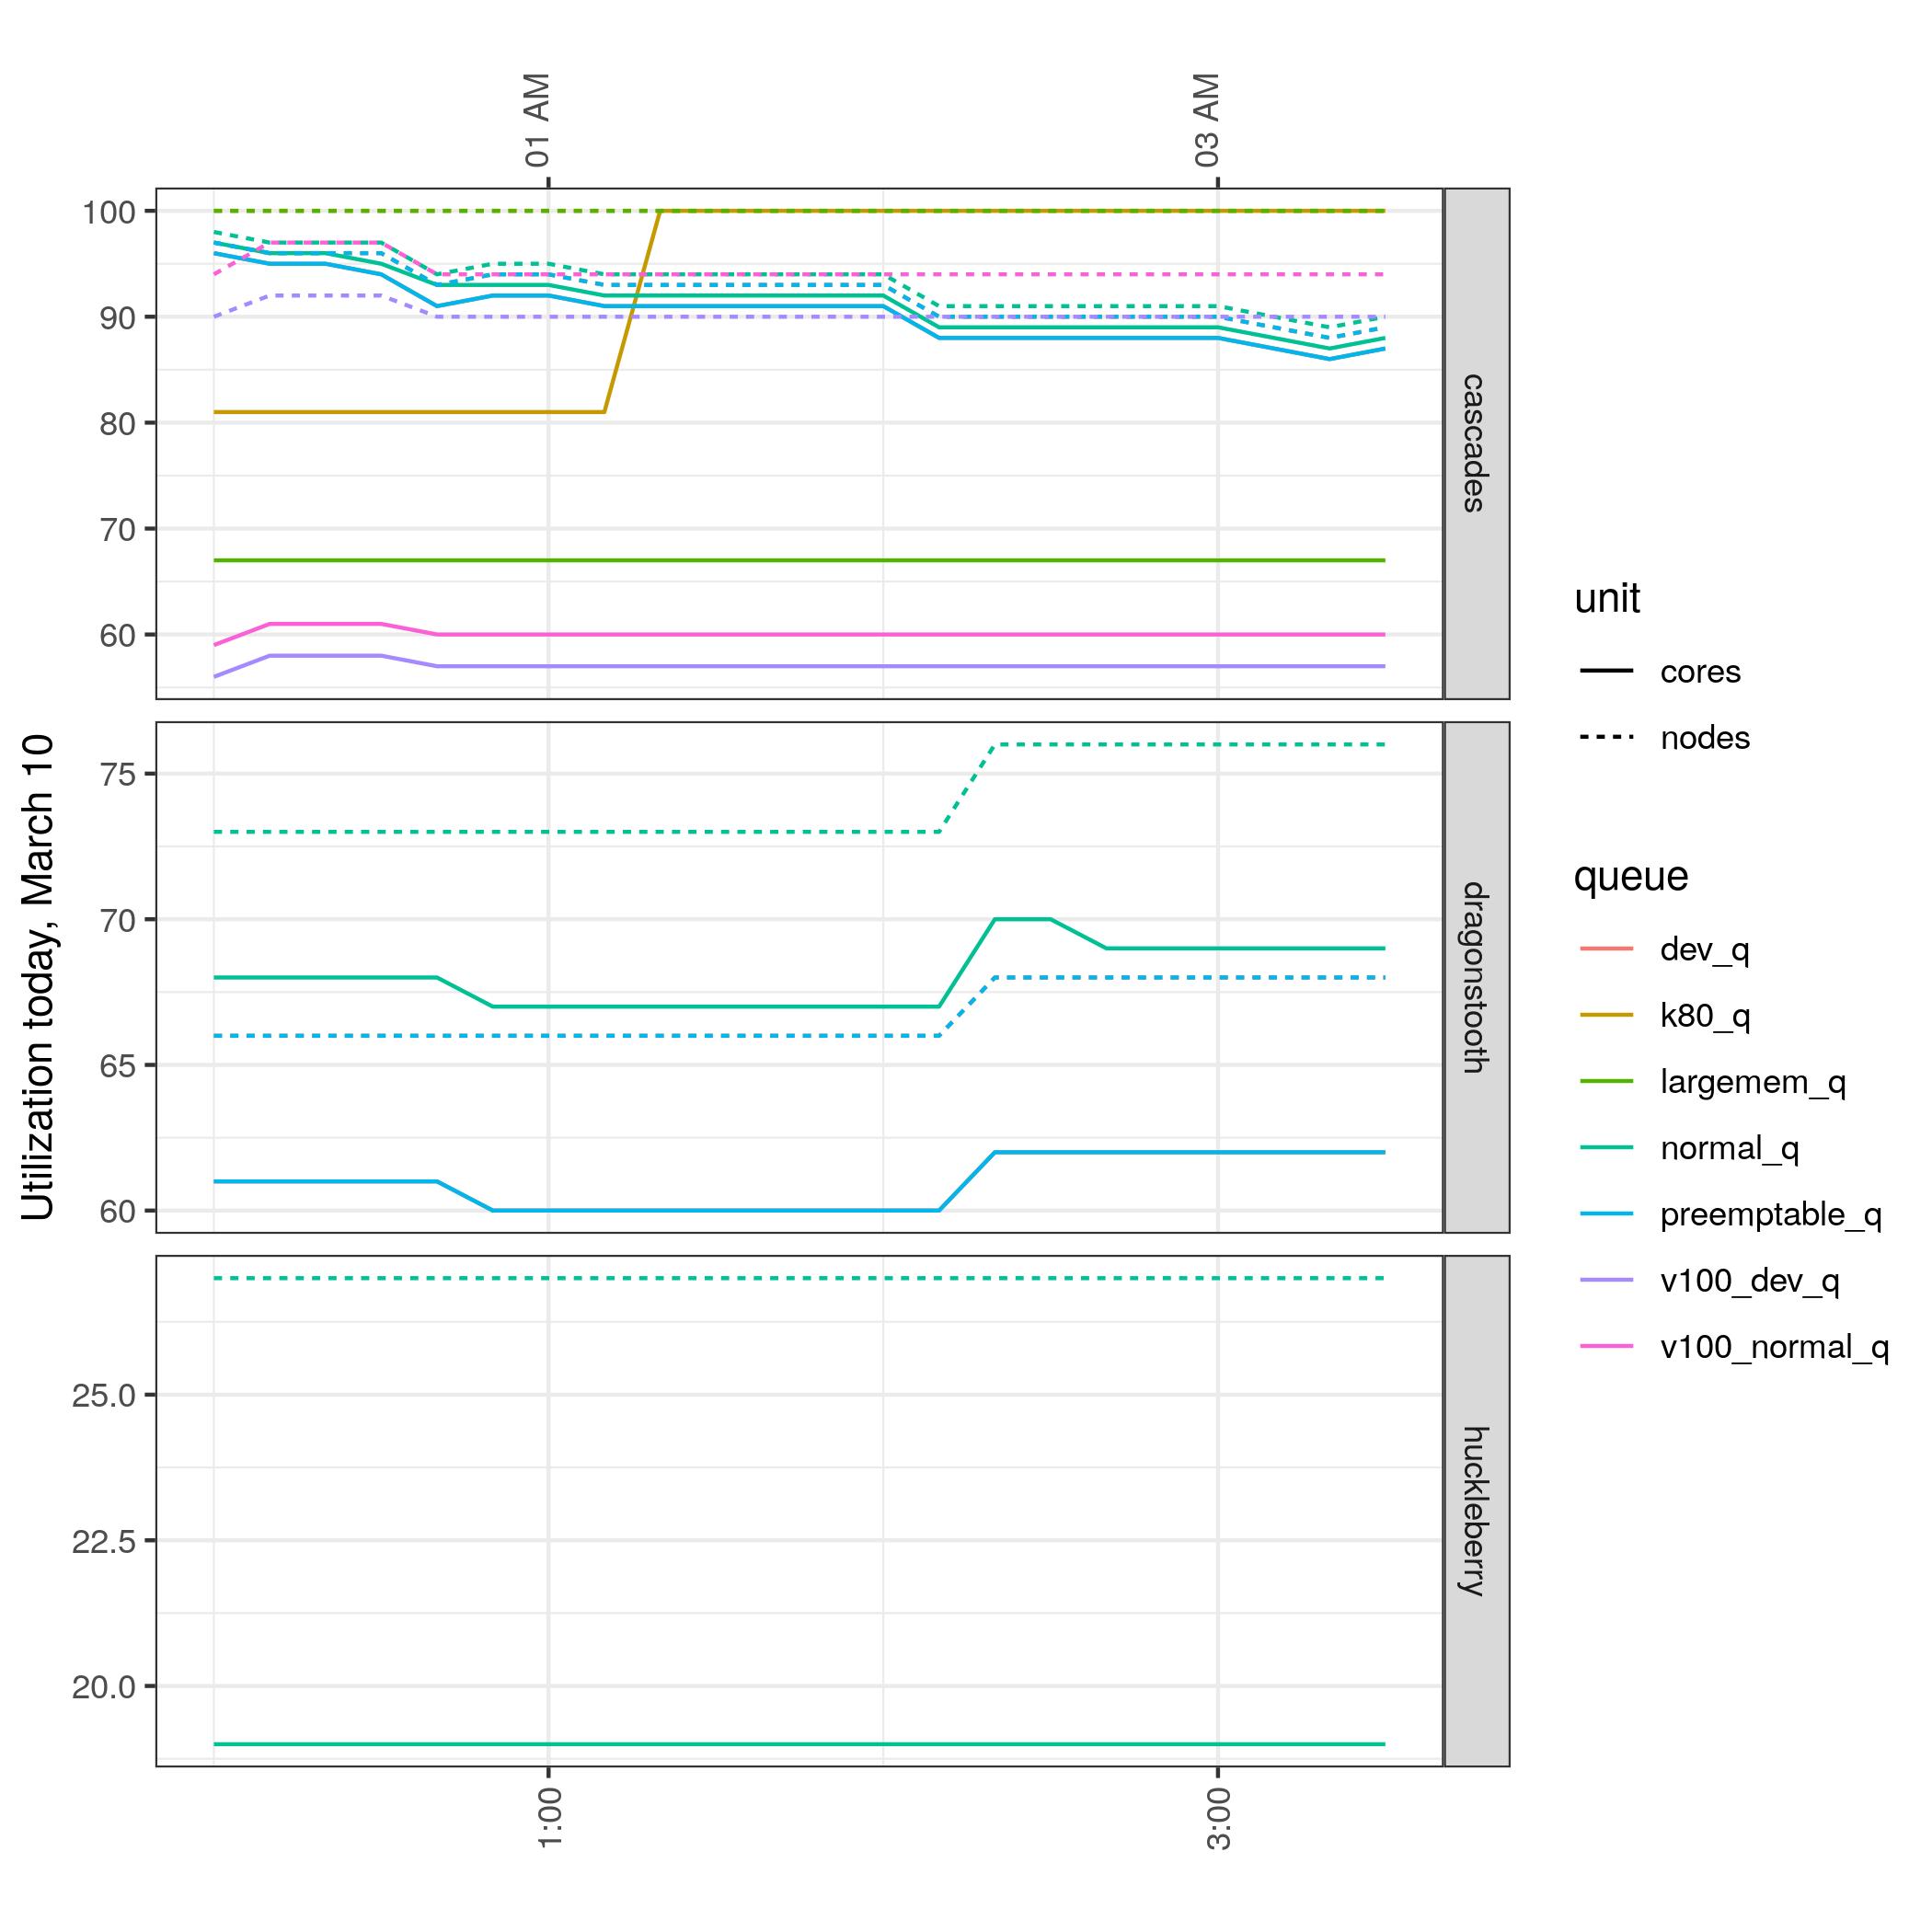 01 AM
03 AM
100
90
80
70
60
cascades
Utilization today, March 10
75
70
65
60
dragonstooth
25.0
22.5
20.0
huckleberry
1:00
3:00
unit
cores
nodes
queue
dev_q
k80_q
largemem_q
normal_q
preemptable_q
v100_dev_q
v100_normal_q